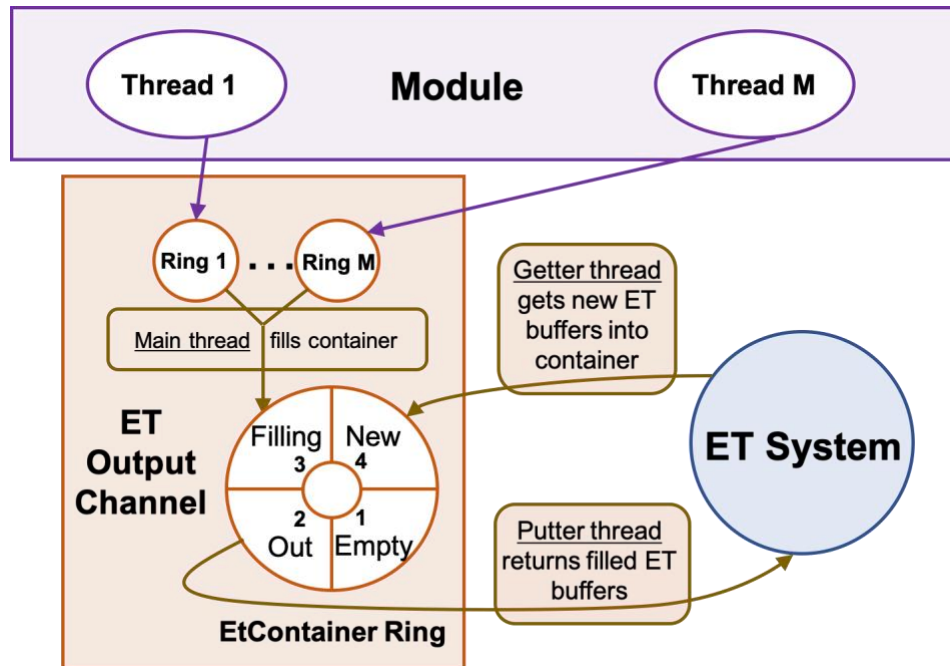 Thread 1
Module
Thread M
Ring 1
. . .
Ring M
Main thread fills container
Getter thread
gets new ET
buffers into
container
ET
Output
Channel
Filling
3
New
4
2
Out
1
Empty
EtContainer Ring
ET System
Putter thread
returns filled ET
buffers